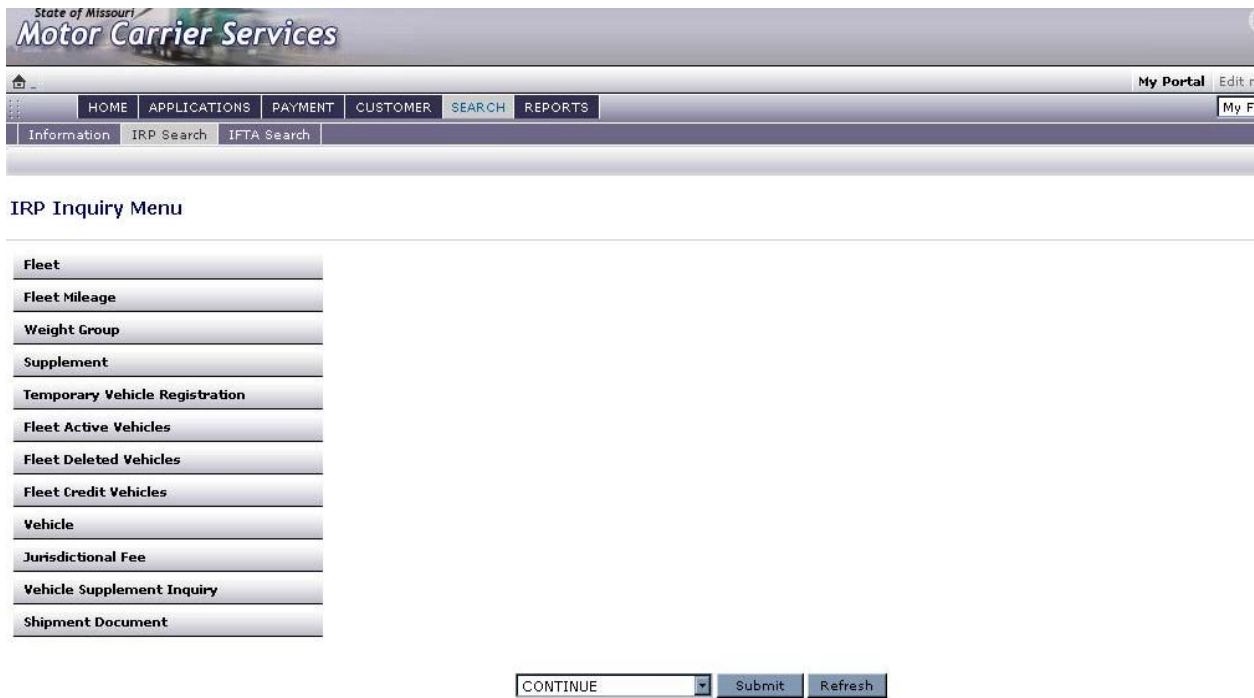 State of Missouri
Motor Carrier Services
My Portal Edit
HOME APPLICATIONS PAYMENT CUSTOMER SEARCH REPORTS
My
Information IRP Search IFTA Search
IRP Inquiry Menu
Fleet
Fleet Mileage
Weight Group
Supplement
Temporary Vehicle Registration
Fleet Active Vehicles
Fleet Deleted Vehicles
Fleet Credit Vehicles
Vehicle
Jurisdictional Fee
Vehicle Supplement Inquiry
Shipment Document
CONTINUE Submit Refresh